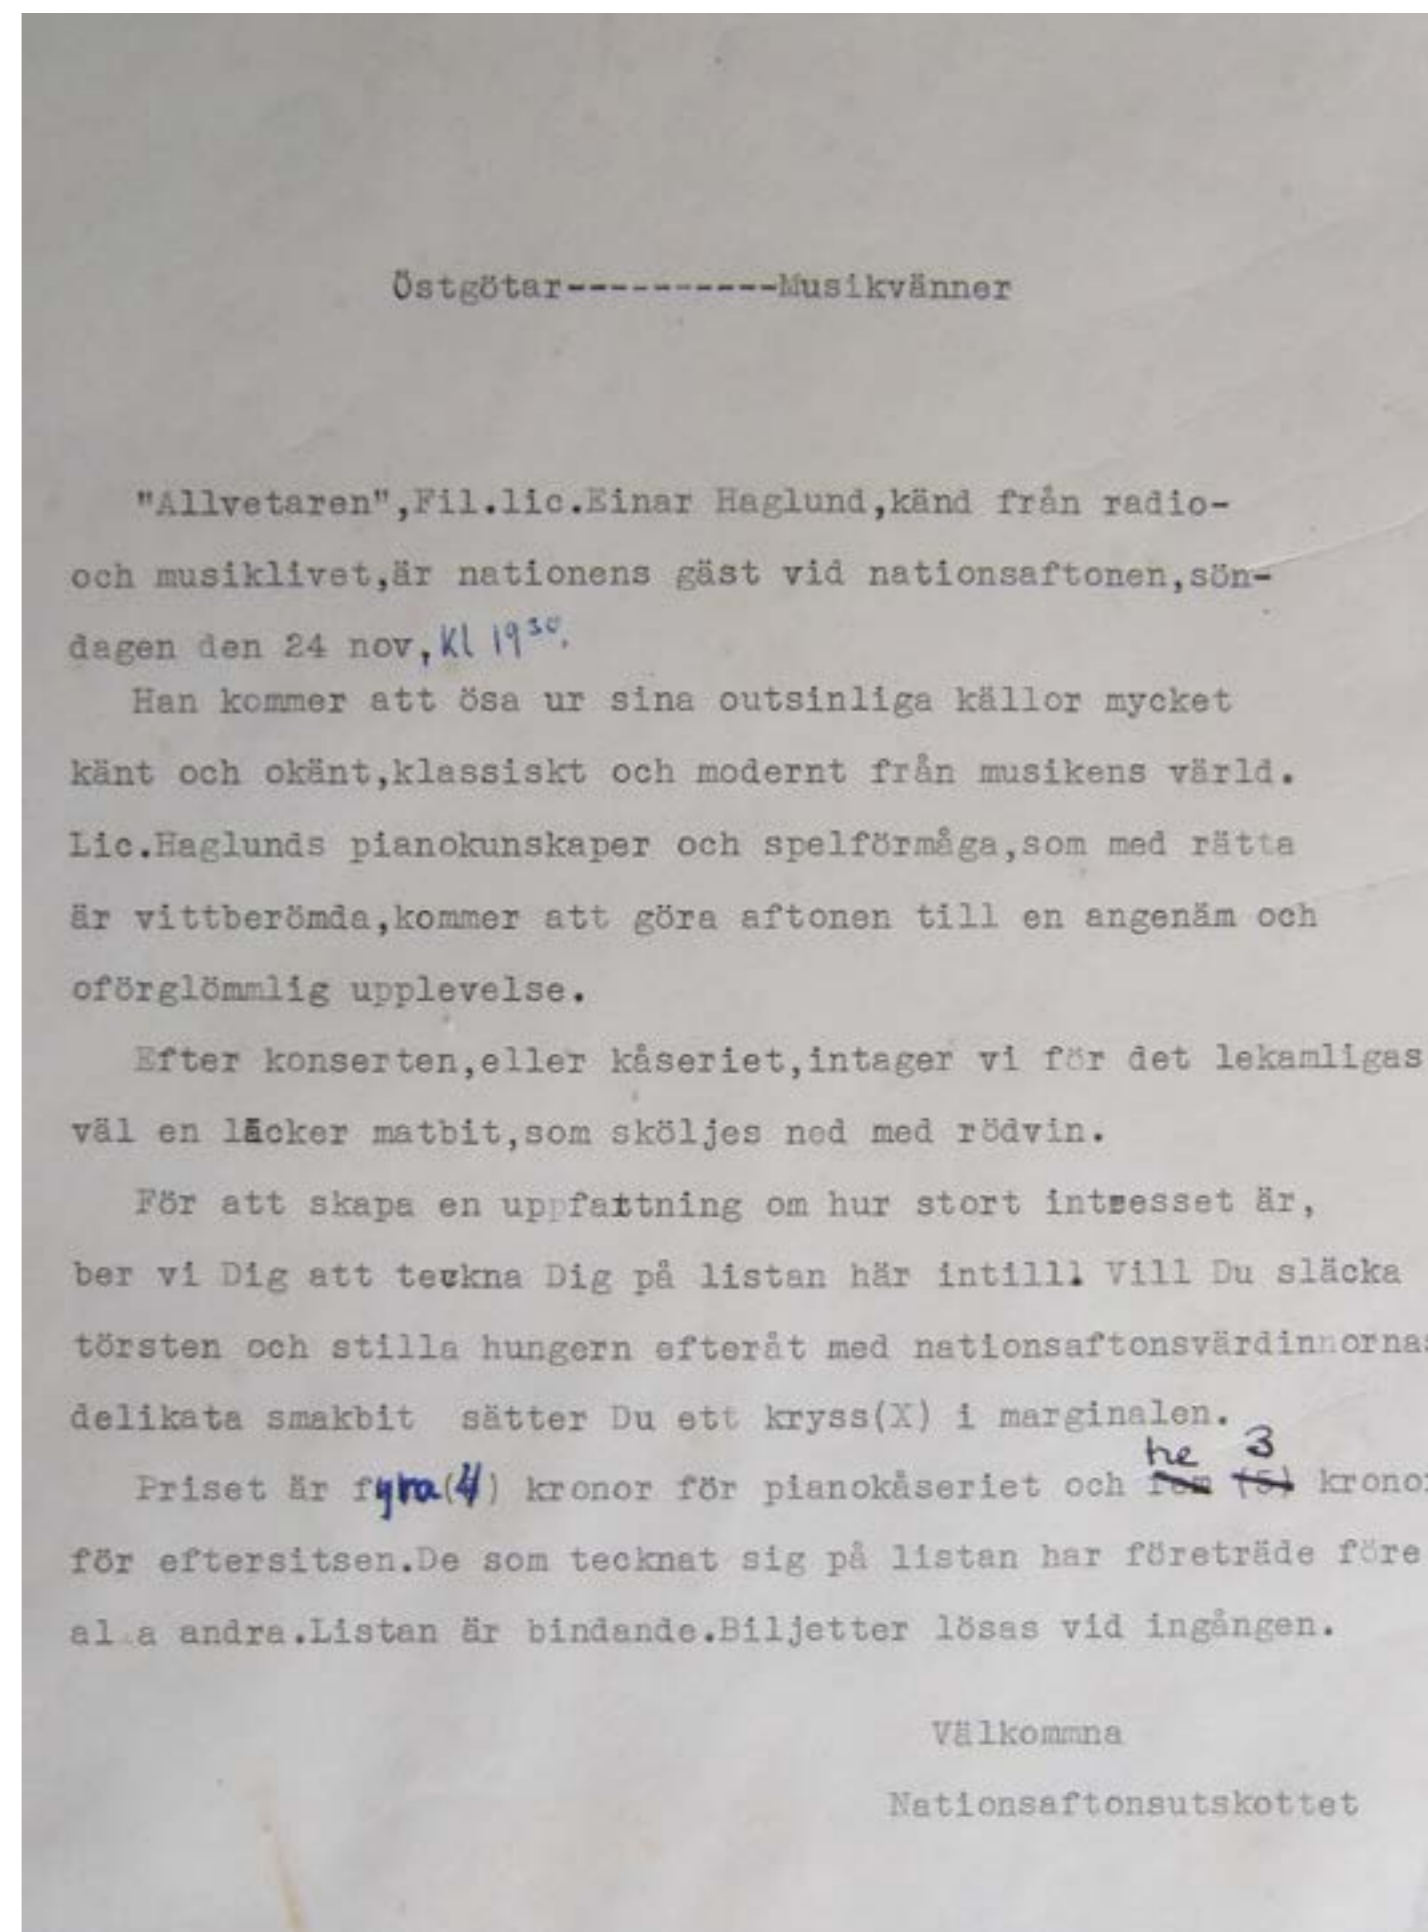 Östgötar----------Musikvänner
"Allvetaren",Fil.lic.Einar Haglund,känd från radio-
och musiklivet,är nationens gäst vid nationsaftonen,sön-
dagen den 24 nov, Kl 19³⁰.
Han kommer att ösa ur sina outsinliga källor mycket
känt och okänt,klassiskt och modernt från musikens värld.
Lic.Haglunds pianokunskaper och spelförmåga,som med rätta
är vittberömda,kommer att göra aftonen till en angenäm och
oförglömmlig upplevelse.
Efter konserten,eller kåseriet,intager vi för det lekamligas
väl en läcker matbit,som sköljes ned med rödvin.
För att skapa en uppfattning om hur stort intresset är,
ber vi Dig att teckna Dig på listan här intill. Vill Du släcka
törsten och stilla hungern efteråt med nationsaftonsvärdinnornas
delikata smakbit sätter Du ett kryss(X) i marginalen.
tre 3
Priset är fyra(4) kronor för pianokåseriet och fem (5) kronor
för eftersitsen.De som tecknat sig på listan har företräde före
al a andra.Listan är bindande.Biljetter lösas vid ingången.
Välkommna
Nationsaftonsutskottet